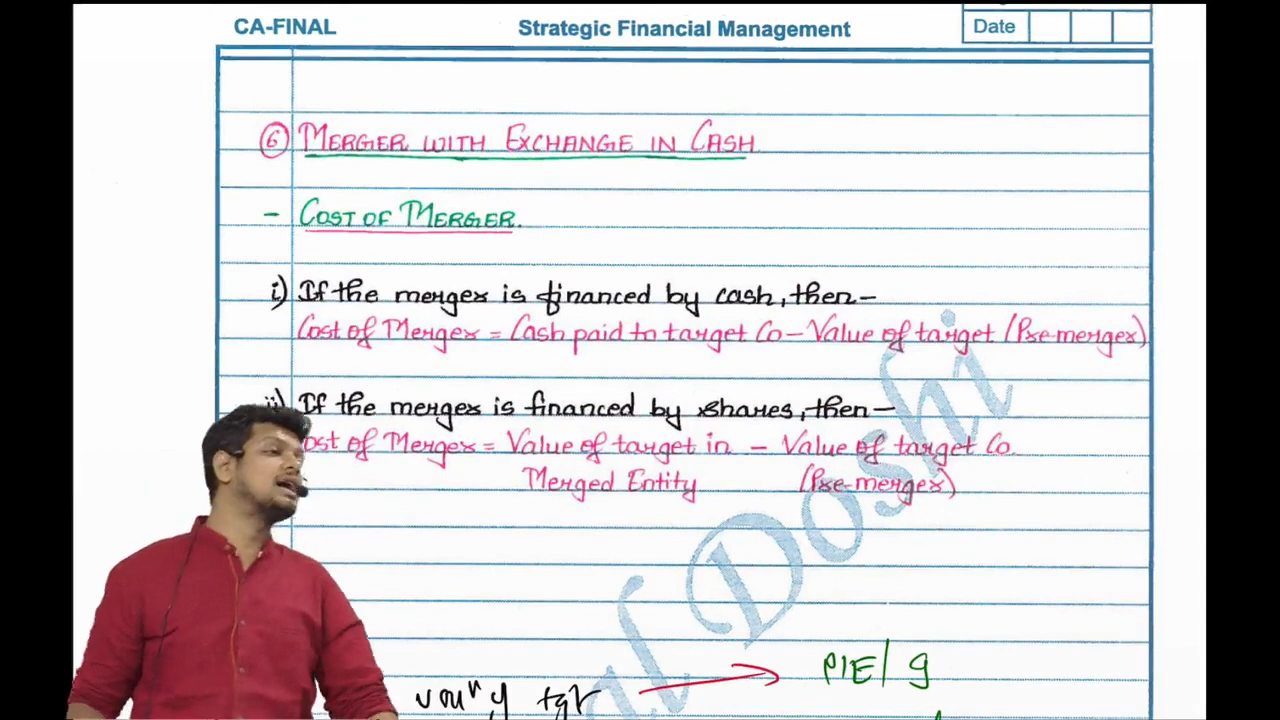 CA-FINAL Strategic Financial Management
Date
⑥ MERGER WITH EXCHANGE IN CASH
- COST OF MERGER.
i) If the merger is financed by cash, then-
Cost of Merger = Cash paid to target Co - Value of target (Pre-merger)
ii) If the merger is financed by shares, then-
Cost of Merger = Value of target in - Value of target Co.
Merged Entity (Pre-merger)
Doshi
P/E / g
tgt